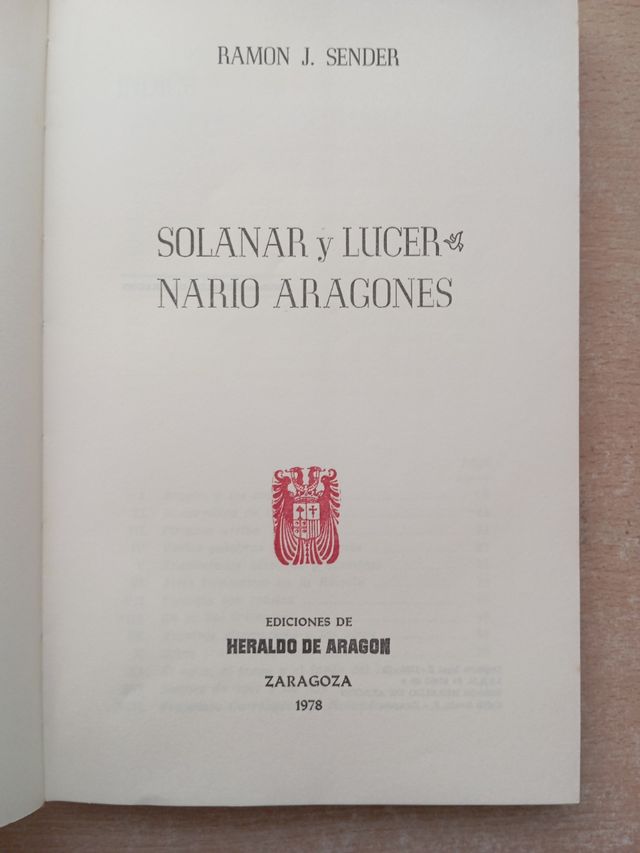 RAMON J. SENDER
SOLANAR y LUCER
NARIO ARAGONES
EDICIONES DE
HERALDO DE ARAGON
ZARAGOZA
1978